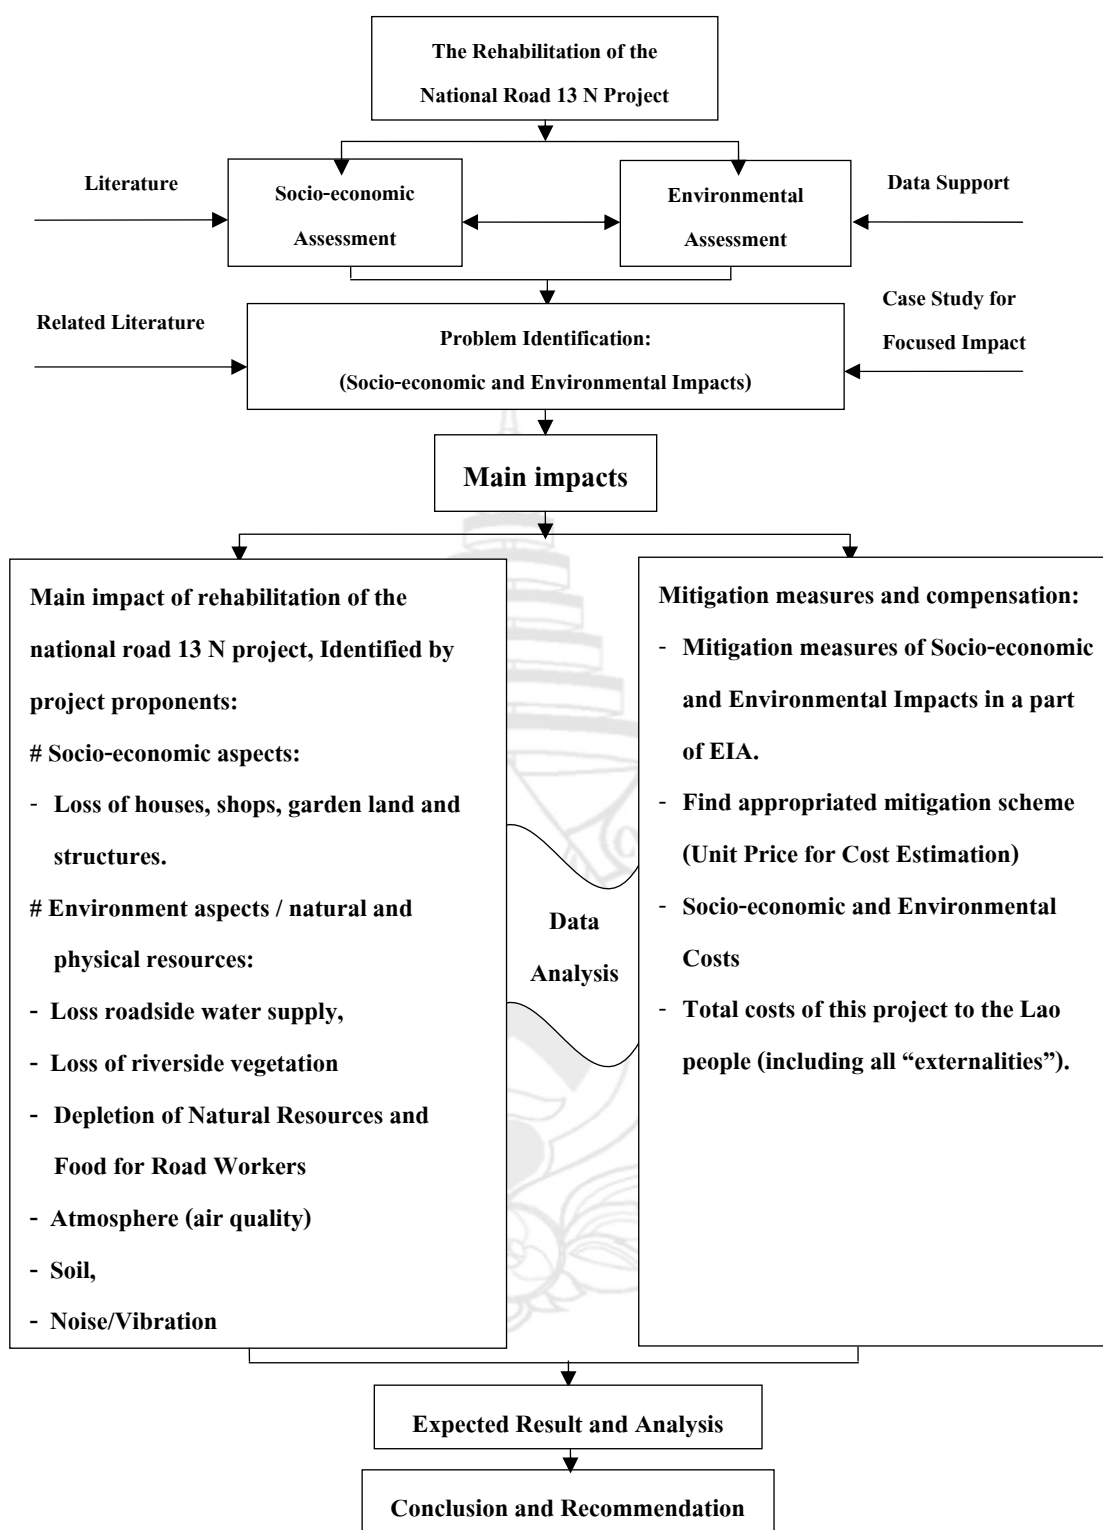 The Rehabilitation of the
National Road 13 N Project
Literature
Socio-economic
Assessment
Environmental
Assessment
Data Support
Related Literature
Problem Identification:
(Socio-economic and Environmental Impacts)
Case Study for
Focused Impact
Main impacts
Main impact of rehabilitation of the
national road 13 N project, Identified by
project proponents:
# Socio-economic aspects:
- Loss of houses, shops, garden land and
structures.
# Environment aspects / natural and
physical resources:
- Loss roadside water supply,
- Loss of riverside vegetation
- Depletion of Natural Resources and
Food for Road Workers
- Atmosphere (air quality)
- Soil,
- Noise/Vibration
Data
Analysis
Mitigation measures and compensation:
- Mitigation measures of Socio-economic
and Environmental Impacts in a part
of EIA.
- Find appropriated mitigation scheme
(Unit Price for Cost Estimation)
- Socio-economic and Environmental
Costs
- Total costs of this project to the Lao
people (including all “externalities”).
Expected Result and Analysis
Conclusion and Recommendation